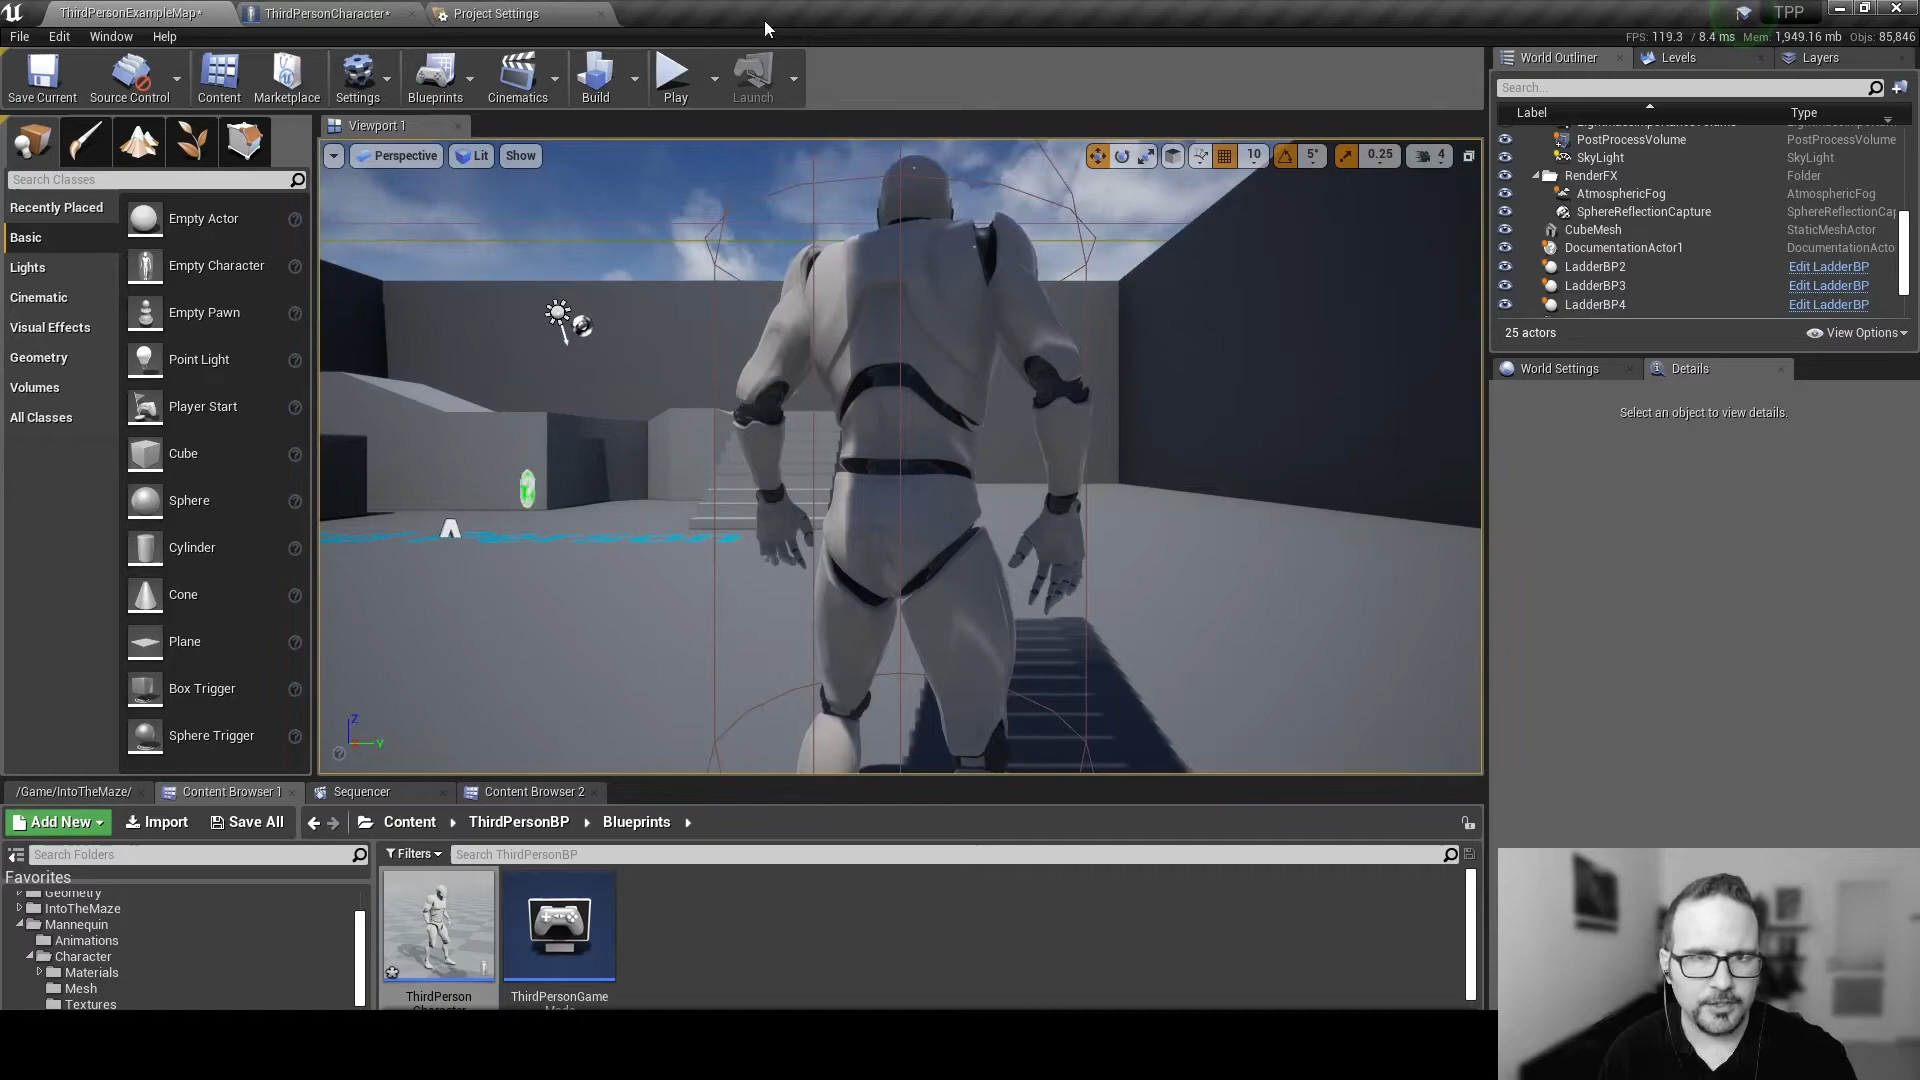 ThirdPersonExampleMap*
ThirdPersonCharacter*
Project Settings
TPP
File Edit Window Help
FPS: 119.3 / 8.4 ms Mem: 1,949.16 mb Objs: 85,846
Save Current
Source Control
Content
Marketplace
Settings
Blueprints
Cinematics
Build
Play
Launch
World Outliner
Levels
Layers
Search...
Label
Type
PostProcessVolume PostProcessVolume
SkyLight SkyLight
RenderFX Folder
AtmosphericFog AtmosphericFog
SphereReflectionCapture SphereReflectionCap
CubeMesh StaticMeshActor
DocumentationActor1 DocumentationActo
LadderBP2 Edit LadderBP
LadderBP3 Edit LadderBP
LadderBP4 Edit LadderBP
25 actors
View Options
World Settings
Details
Select an object to view details.
Viewport 1
Perspective
Lit
Show
10
5°
0.25
4
Search Classes
Recently Placed
Basic
Lights
Cinematic
Visual Effects
Geometry
Volumes
All Classes
Empty Actor
Empty Character
Empty Pawn
Point Light
Player Start
Cube
Sphere
Cylinder
Cone
Plane
Box Trigger
Sphere Trigger
Z
Y
/Game/IntoTheMaze/
Content Browser 1
Sequencer
Content Browser 2
Add New
Import
Save All
Content
ThirdPersonBP
Blueprints
Search Folders
Filters
Search ThirdPersonBP
Favorites
Geometry
IntoTheMaze
Mannequin
Animations
Character
Materials
Mesh
Textures
ThirdPerson
Character
ThirdPersonGame
Mode